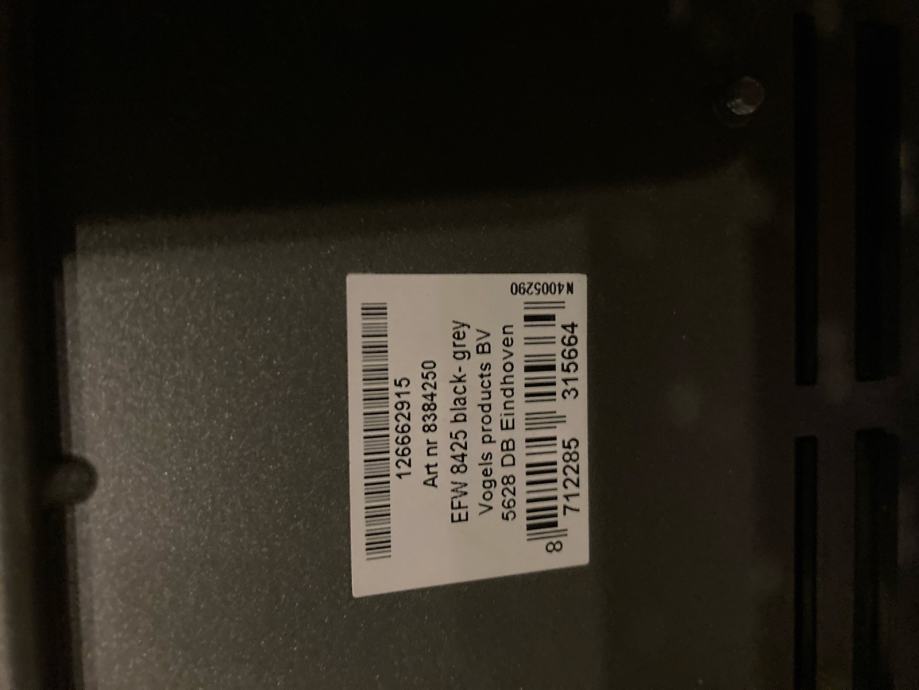 126662915
Art nr 8384250
EFW 8425 black- grey
Vogels products BV
5628 DB Eindhoven
8 712285 315664
N4005290